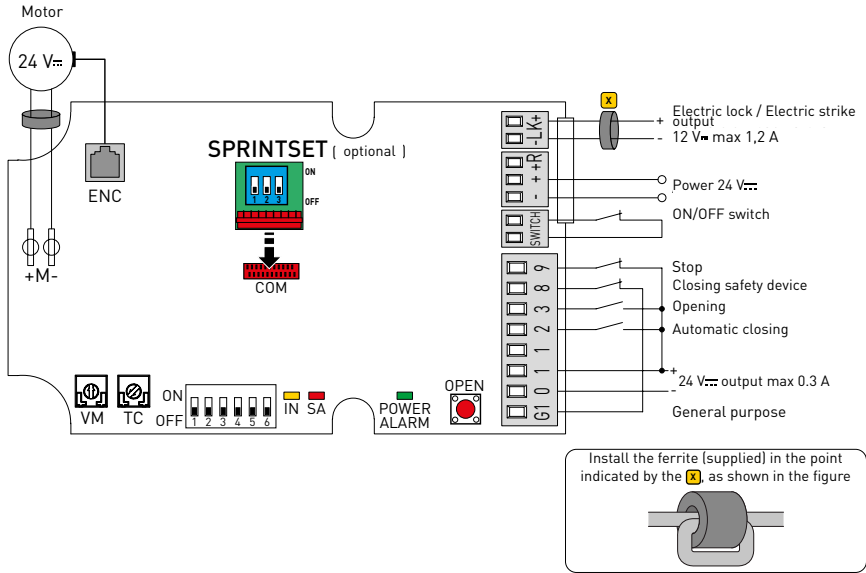 Motor
24 V⎓
ENC
+M-
SPRINTSET ( optional )
ON
OFF
1 2 3
COM
-LK+
- + +R
SWITCH
9
8
3
2
1
1
0
G1
X
+ Electric lock / Electric strike
output
- 12 V⎓ max 1,2 A
Power 24 V⎓
ON/OFF switch
Stop
Closing safety device
Opening
Automatic closing
+
24 V⎓ output max 0.3 A
-
General purpose
VM
TC
ON
OFF
1 2 3 4 5 6
IN SA
POWER
ALARM
OPEN
Install the ferrite (supplied) in the point
indicated by the X, as shown in the figure